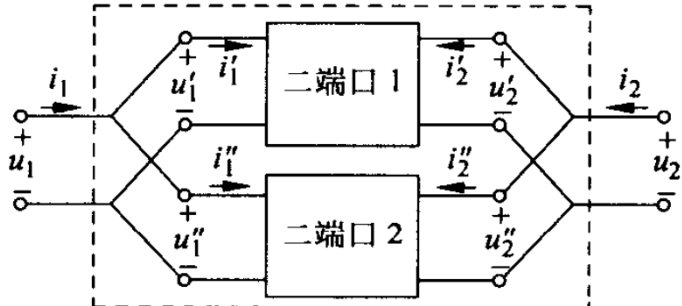 i₁ + u₁ −
+ u₁′ − i₁′
二端口 1
i₂′ + u₂′ −
i₂ + u₂ −
+ u₁″ − i₁″
二端口 2
i₂″ + u₂″ −